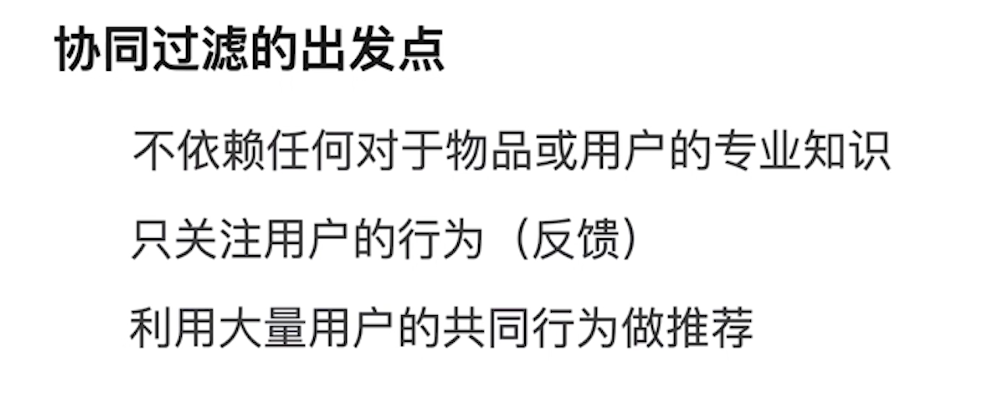 协同过滤的出发点
不依赖任何对于物品或用户的专业知识
只关注用户的行为（反馈）
利用大量用户的共同行为做推荐